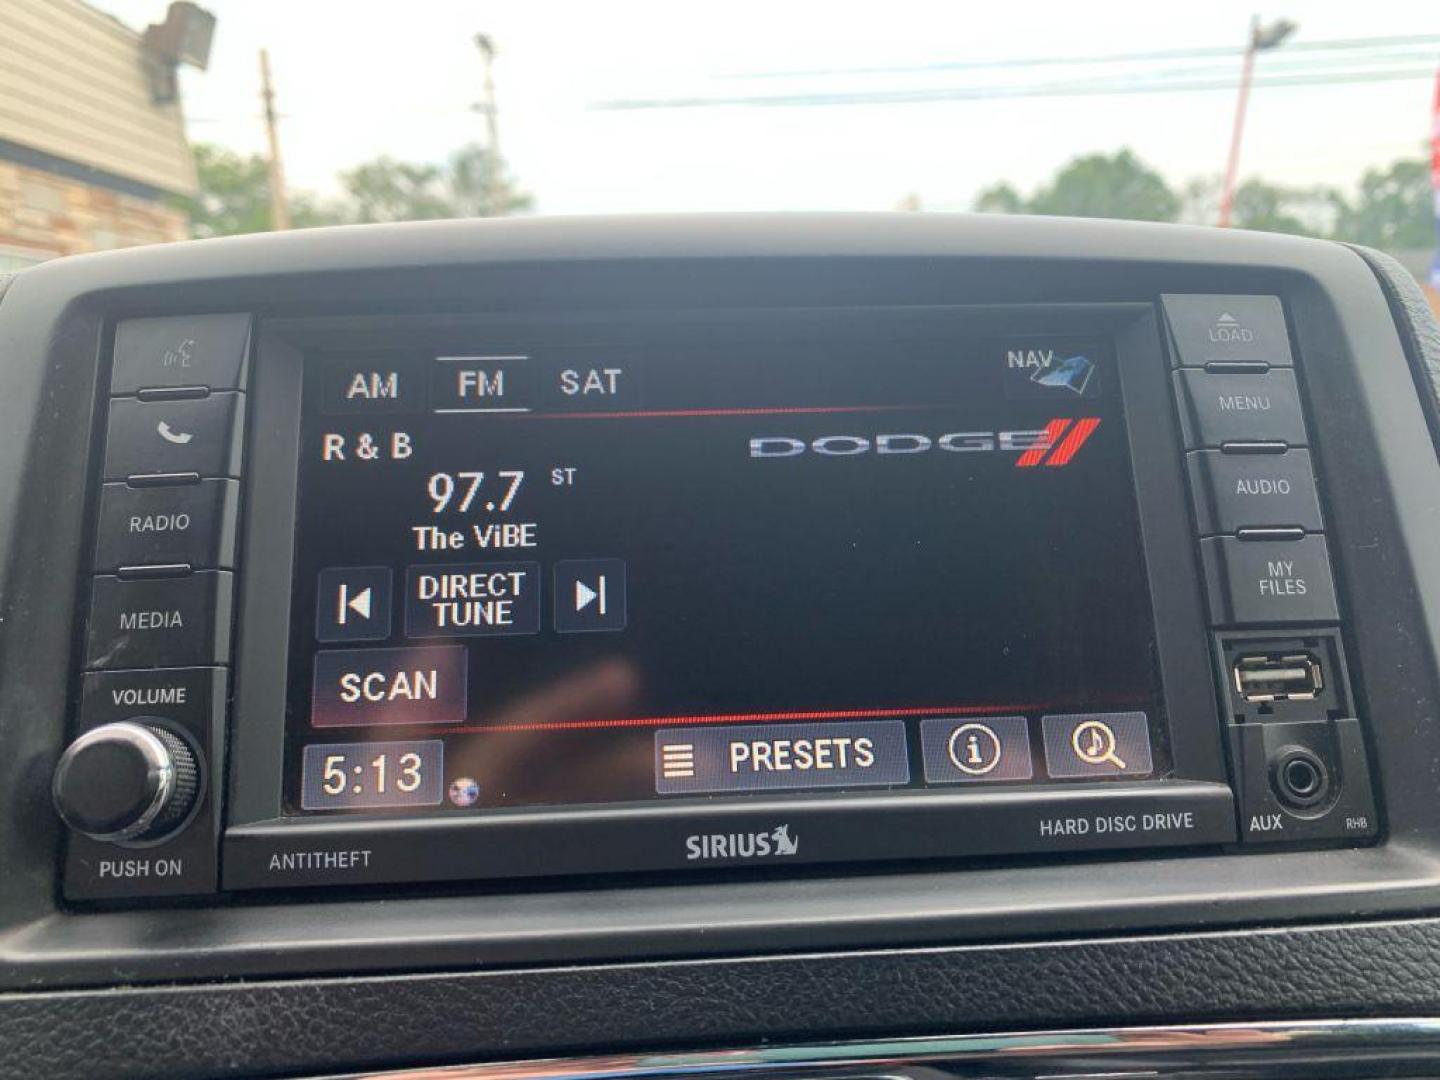 AM FM SAT NAV
R & B
DODGE
97.7 ST
The ViBE
DIRECT
TUNE
SCAN
5:13 PRESETS i
RADIO
MEDIA
VOLUME
PUSH ON
LOAD
MENU
AUDIO
MY
FILES
AUX RHB
ANTITHEFT SIRIUS HARD DISC DRIVE